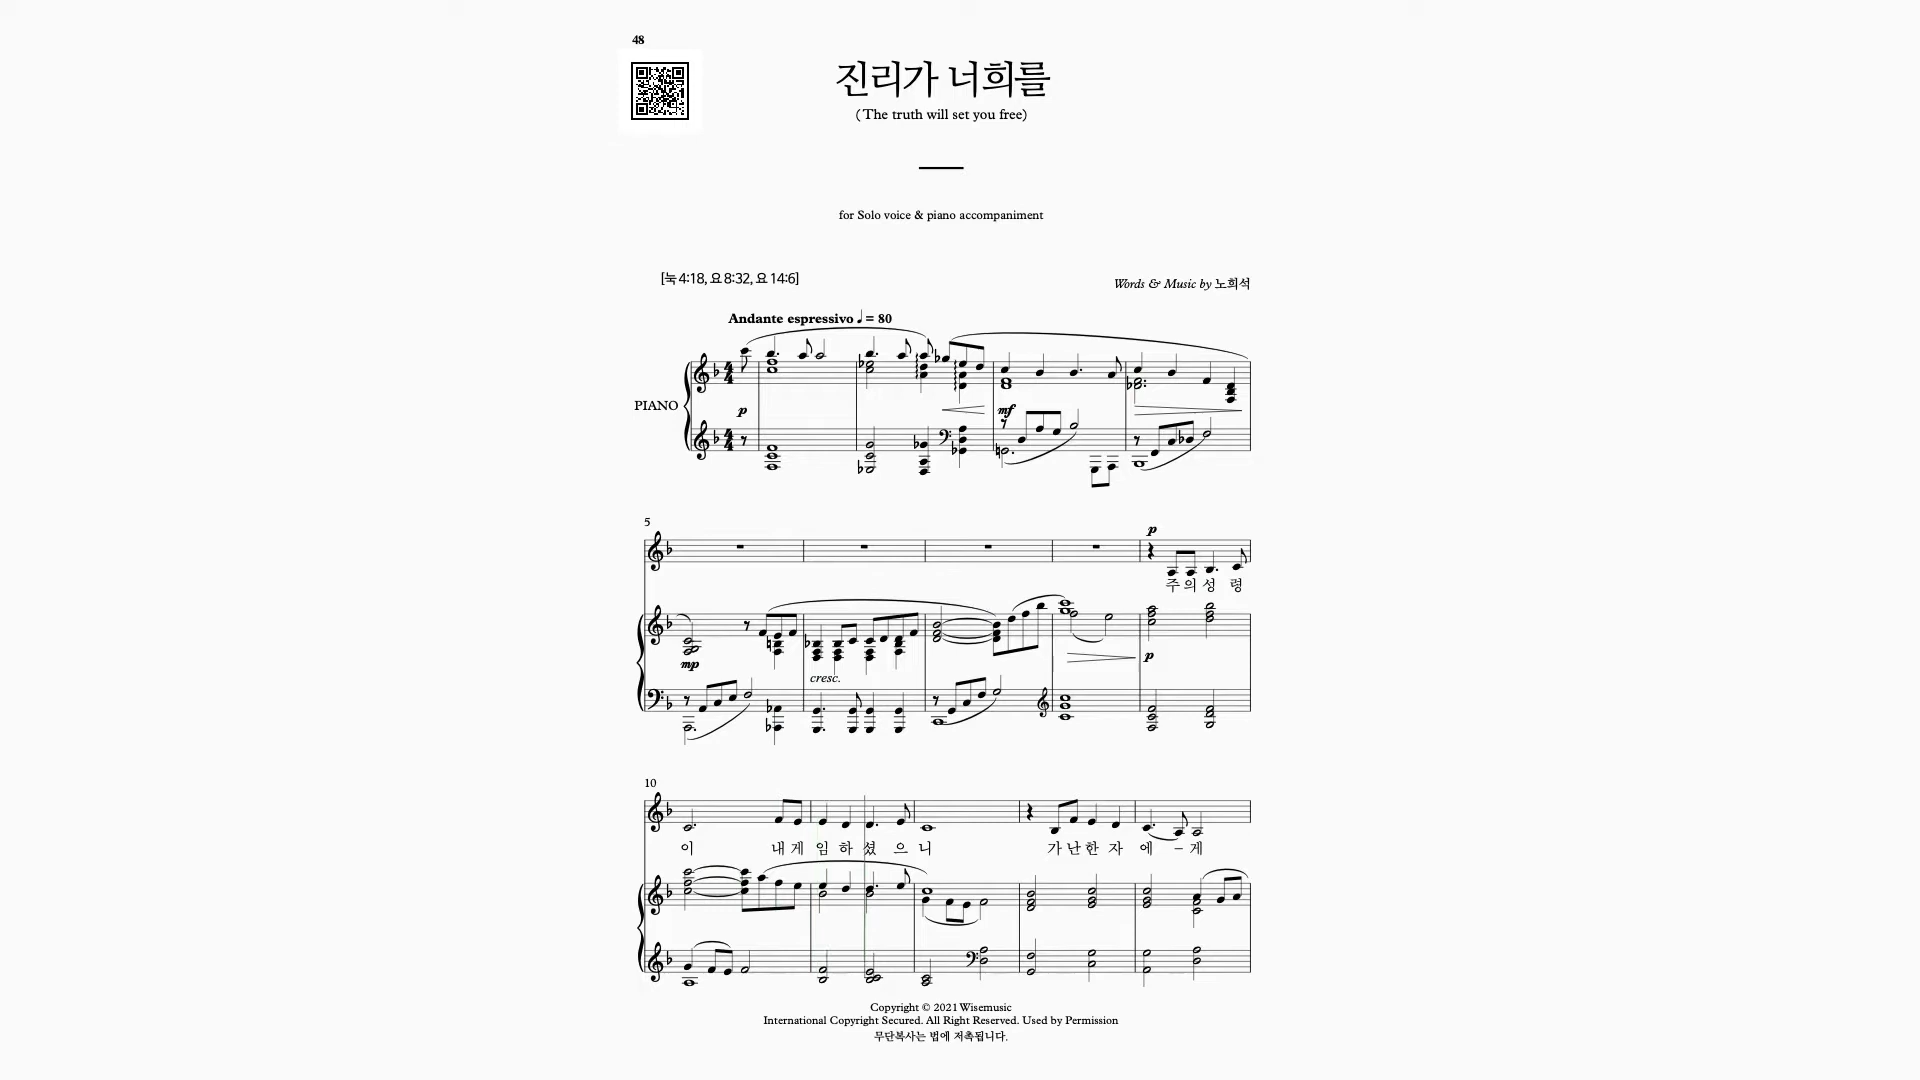 48
진리가 너희를
( The truth will set you free)
for Solo voice & piano accompaniment
[눅 4:18, 요 8:32, 요 14:6]
Words & Music by 노희석
Andante espressivo ♩ = 80
PIANO
p
mf
5
p
주 의 성 령
mp
cresc.
p
10
이 내 게 임 하 셨 으 니 가 난 한 자 에 – 게
Copyright © 2021 Wisemusic
International Copyright Secured. All Right Reserved. Used by Permission
무단복사는 법에 저촉됩니다.